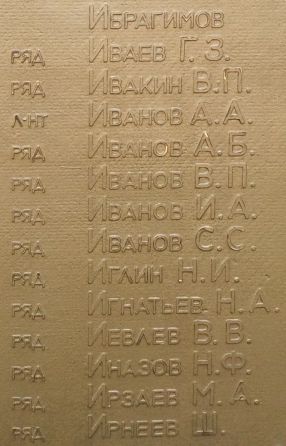 Ибрагимов
ряд Иваев Г.З.
ряд Ивакин В.П.
л-нт Иванов А.А.
ряд Иванов А.Б.
ряд Иванов В.П.
ряд Иванов И.А.
ряд Иванов С.С.
ряд Иглин Н.И.
ряд Игнатьев Н.А.
ряд Иевлев В.В.
ряд Иназов Н.Ф.
ряд Ирзаев М.А.
ряд Ирнеев Ш.